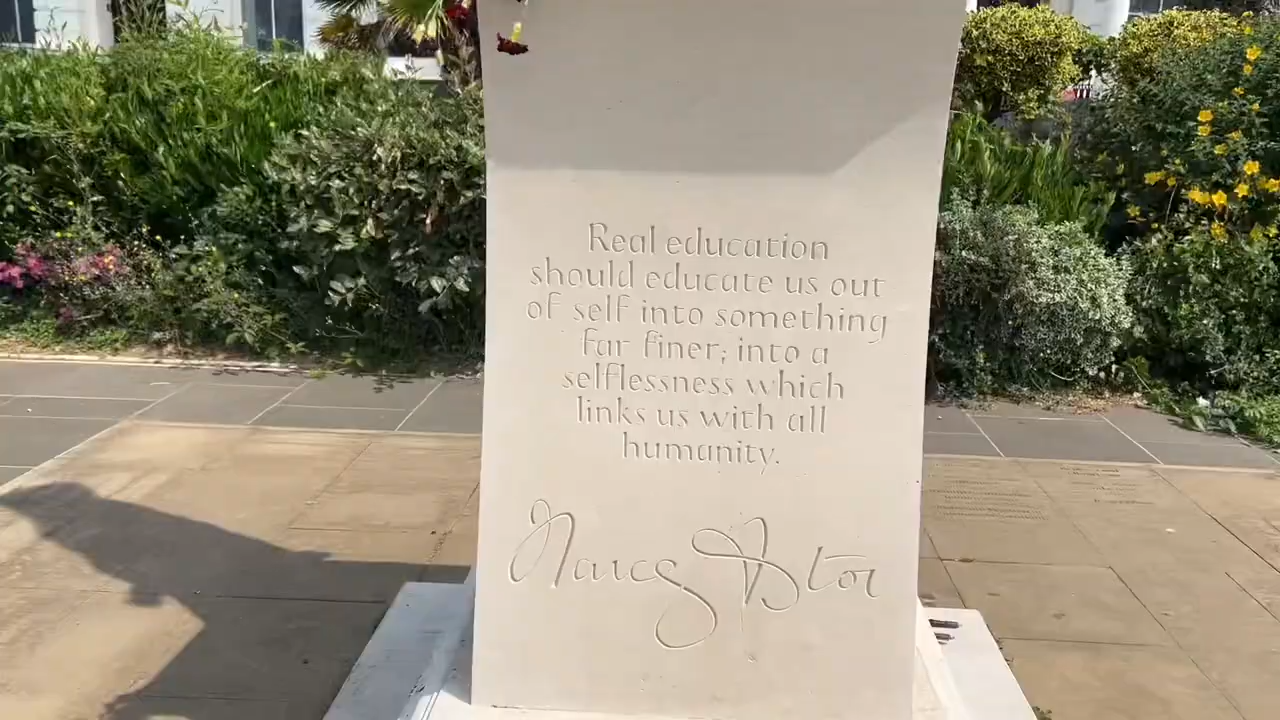 Real education
should educate us out
of self into something
far finer; into a
selflessness which
links us with all
humanity.
Nancy Astor